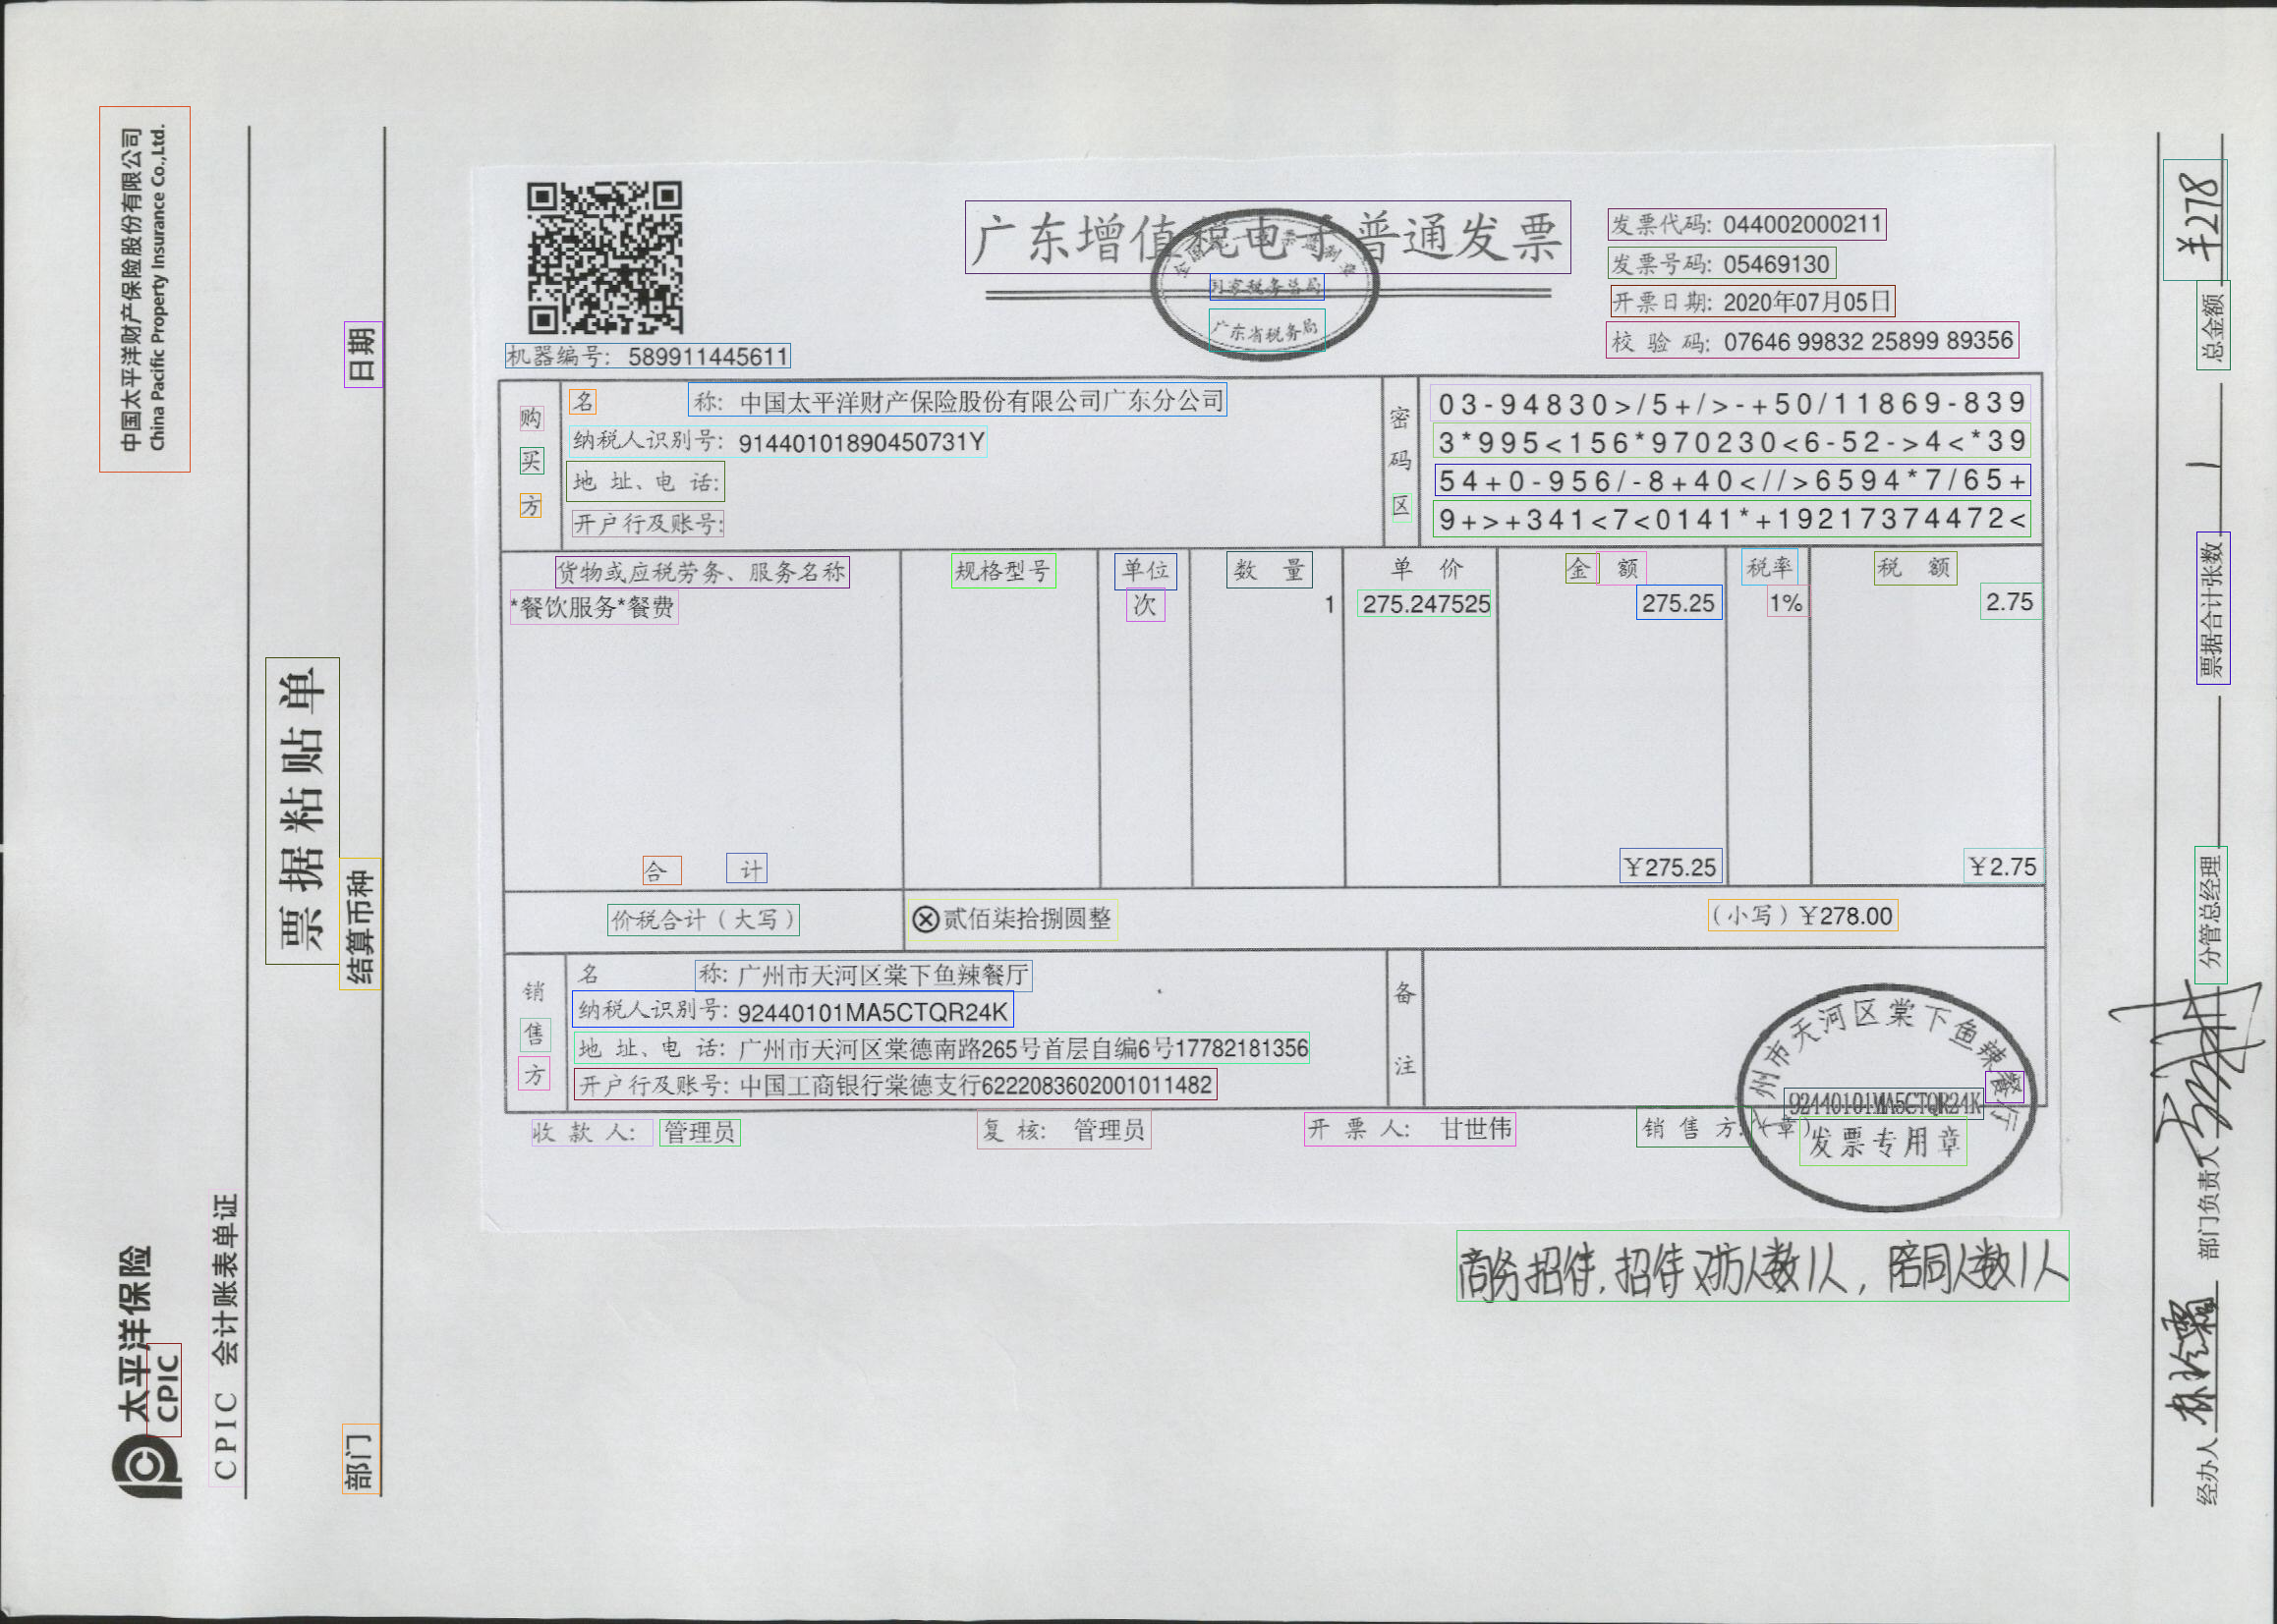 中国太平洋财产保险股份有限公司
China Pacific Property Insurance Co.,Ltd.
太平洋保险
CPIC
CPIC 会计账表单证
票据粘贴单
部门
结算币种
日期
广东增值税电子普通发票
国家税务总局
广东省税务局
发票代码: 044002000211
发票号码: 05469130
开票日期: 2020年07月05日
校 验 码: 07646 99832 25899 89356
机器编号: 589911445611
购买方
名 称: 中国太平洋财产保险股份有限公司广东分公司
纳税人识别号: 91440101890450731Y
地 址、电 话:
开户行及账号:
密码区
03-94830>/5+/>-+50/11869-839
3*995<156*970230<6-52->4<*39
54+0-956/-8+40<//>6594*7/65+
9+>+341<7<0141*+19217374472<
货物或应税劳务、服务名称 规格型号 单位 数 量 单 价 金 额 税率 税 额
*餐饮服务*餐费 次 1 275.247525 275.25 1% 2.75
合 计 ¥275.25 ¥2.75
价税合计（大写） ⊗贰佰柒拾捌圆整 （小写）¥278.00
销售方
名 称: 广州市天河区棠下鱼辣餐厅
纳税人识别号: 92440101MA5CTQR24K
地 址、电 话: 广州市天河区棠德南路265号首层自编6号17782181356
开户行及账号: 中国工商银行棠德支行6222083602001011482
备注
收 款 人: 管理员 复 核: 管理员 开 票 人: 甘世伟 销 售 方:（章）
广州市天河区棠下鱼辣餐厅
92440101MA5CTQR24K
发票专用章
商务招待,招待对方人数1人,陪同人数1人
经办人
部门负责人
分管总经理
票据合计张数 1
总金额 ¥278